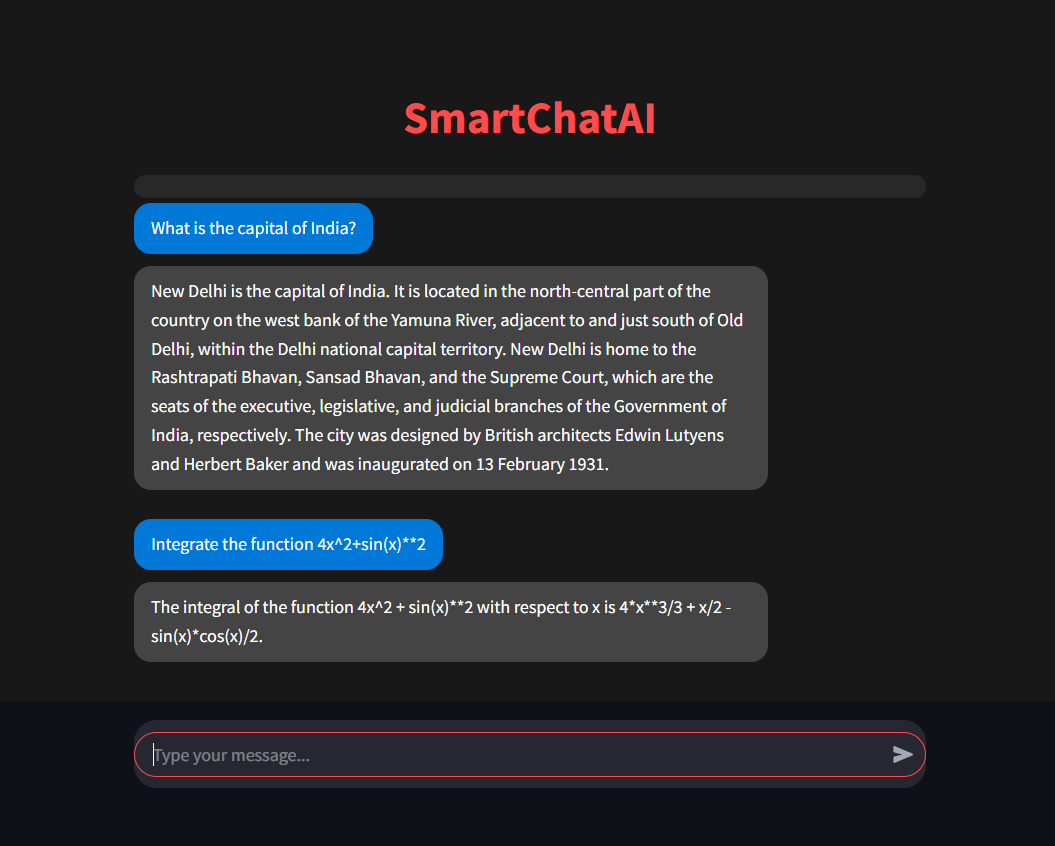 SmartChatAI
What is the capital of India?
New Delhi is the capital of India. It is located in the north-central part of the
country on the west bank of the Yamuna River, adjacent to and just south of Old
Delhi, within the Delhi national capital territory. New Delhi is home to the
Rashtrapati Bhavan, Sansad Bhavan, and the Supreme Court, which are the
seats of the executive, legislative, and judicial branches of the Government of
India, respectively. The city was designed by British architects Edwin Lutyens
and Herbert Baker and was inaugurated on 13 February 1931.
Integrate the function 4x^2+sin(x)**2
The integral of the function 4x^2 + sin(x)**2 with respect to x is 4*x**3/3 + x/2 -
sin(x)*cos(x)/2.
Type your message...